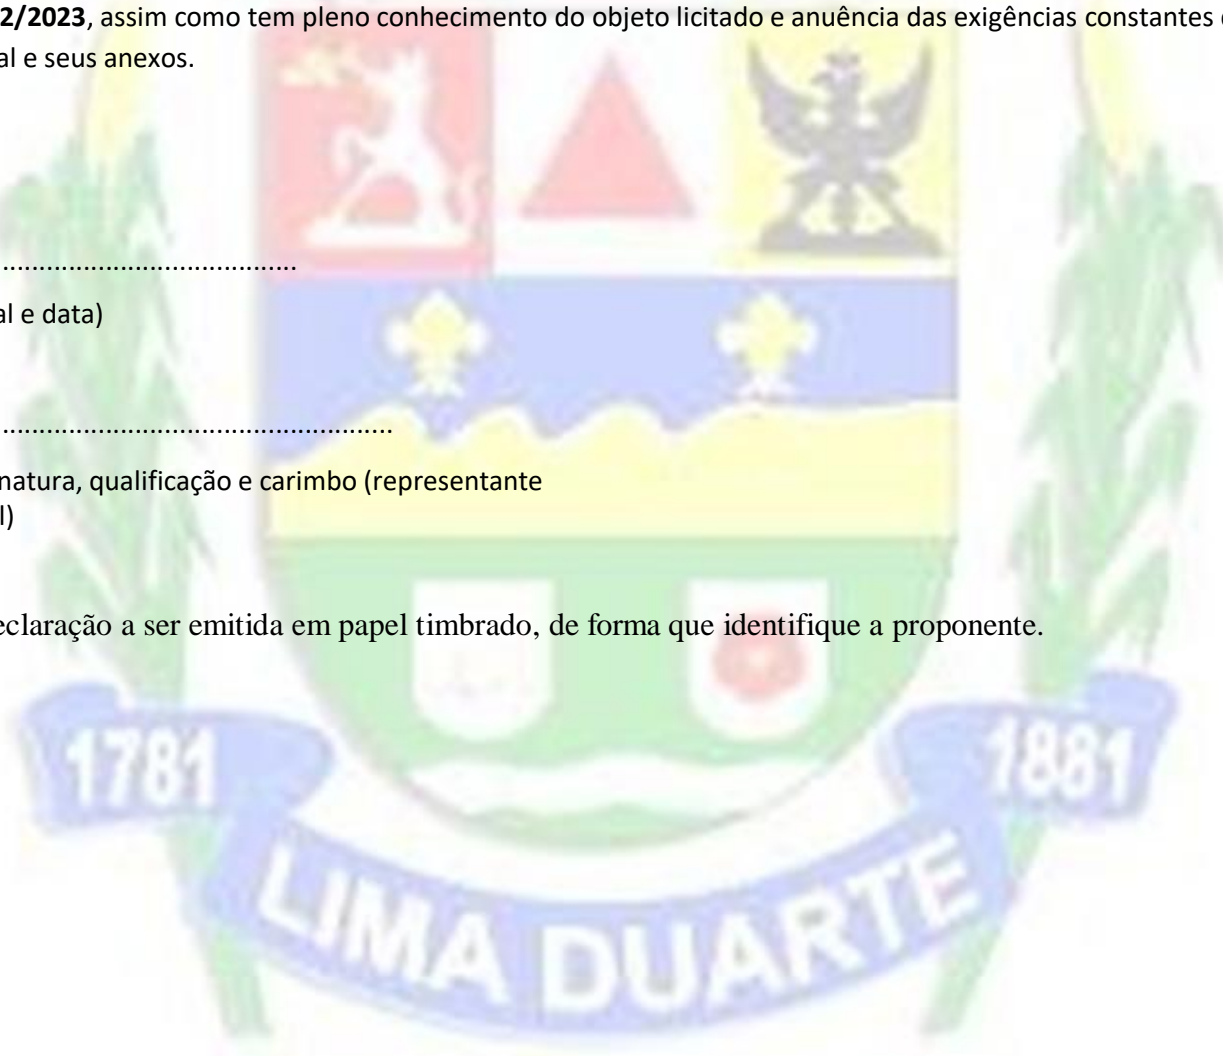 2/2023, assim como tem pleno conhecimento do objeto licitado e anuência das exigências constantes
al e seus anexos.
.......................................
al e data)
....................................................
natura, qualificação e carimbo (representante
l)
eclaração a ser emitida em papel timbrado, de forma que identifique a proponente.
1781
1881
LIMA DUARTE